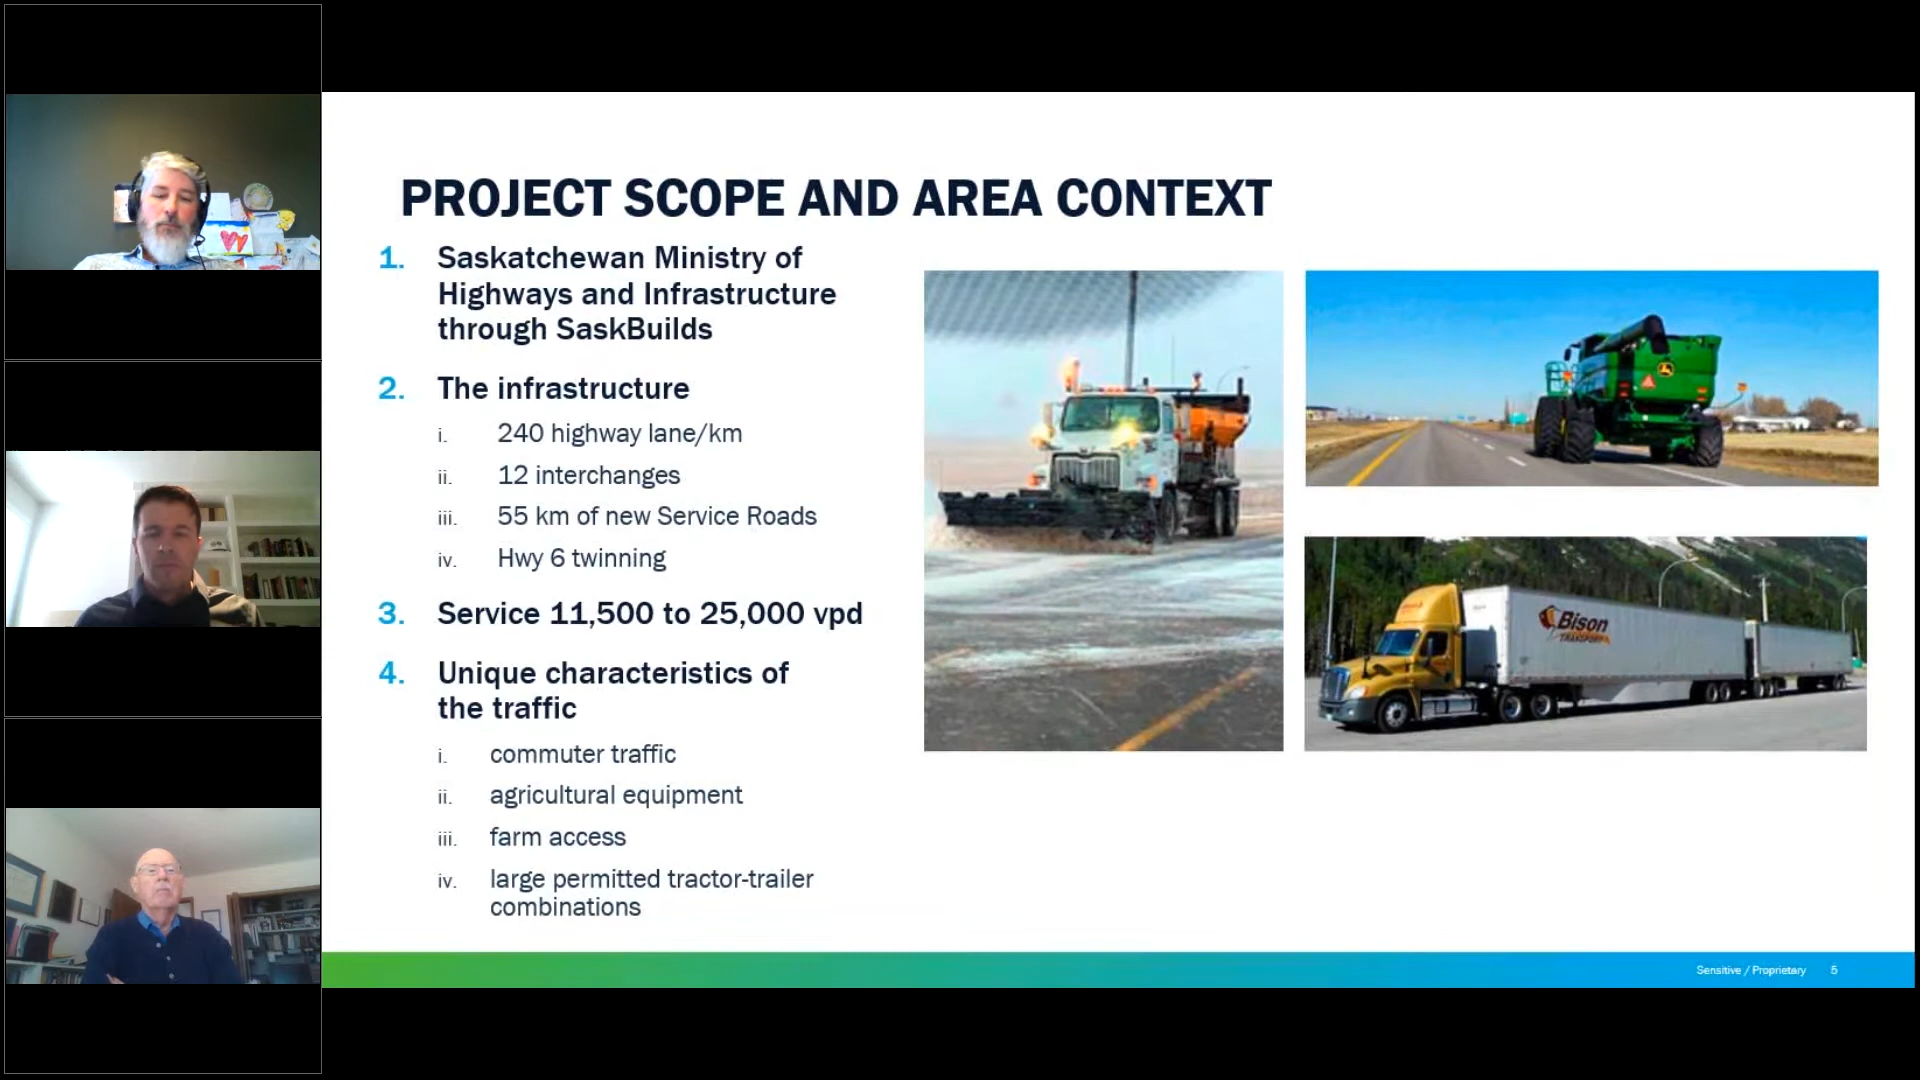 PROJECT SCOPE AND AREA CONTEXT
1. Saskatchewan Ministry of
Highways and Infrastructure
through SaskBuilds
2. The infrastructure
i. 240 highway lane/km
ii. 12 interchanges
iii. 55 km of new Service Roads
iv. Hwy 6 twinning
3. Service 11,500 to 25,000 vpd
4. Unique characteristics of
the traffic
i. commuter traffic
ii. agricultural equipment
iii. farm access
iv. large permitted tractor-trailer
combinations
Bison
TRANSPORT
Sensitive / Proprietary 5